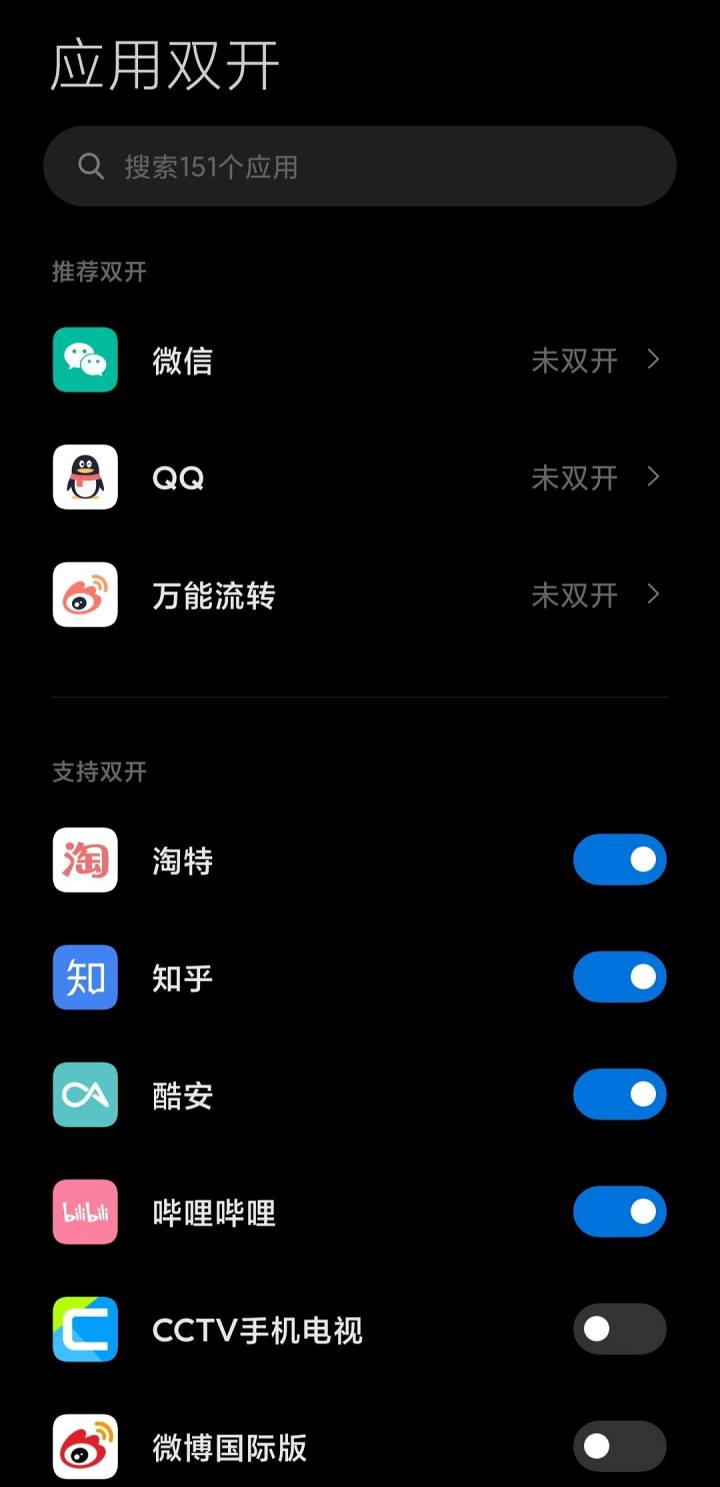 应用双开
搜索151个应用
推荐双开
微信 未双开
QQ 未双开
万能流转 未双开
支持双开
淘 淘特
知 知乎
酷安
bilibili 哔哩哔哩
CCTV手机电视
微博国际版